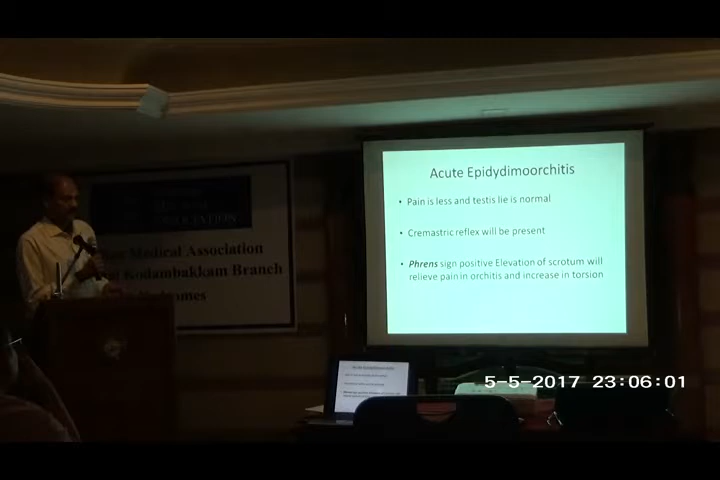 Acute Epidydimoorchitis
• Pain is less and testis lie is normal
• Cremastric reflex will be present
• Phrens sign positive Elevation of scrotum will
relieve pain in orchitis and increase in torsion
ASSOCIATION
Medical Association
Kodambakkam Branch
5-5-2017 23:06:01